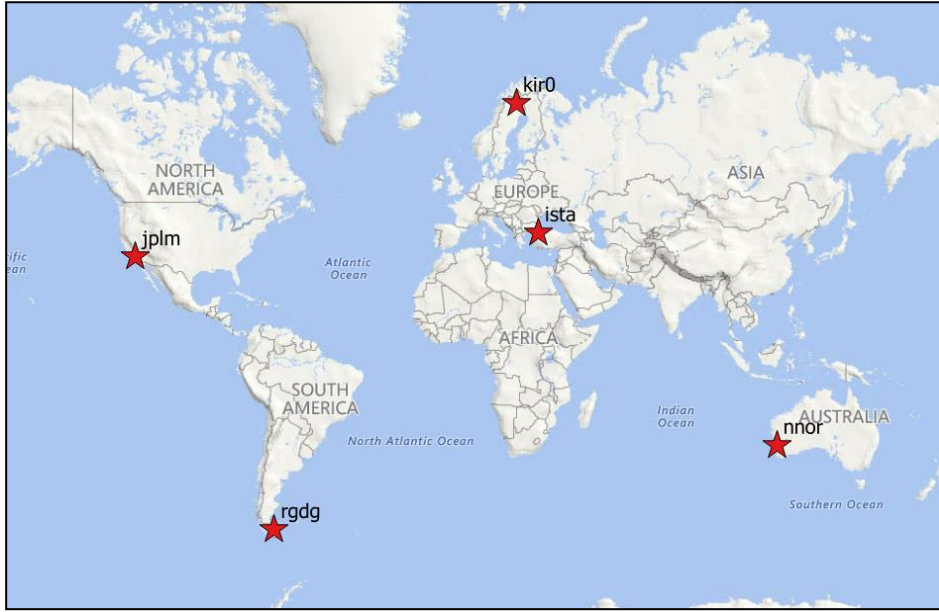 kir0
NORTH
AMERICA
ASIA
EUROPE
ista
jplm
Atlantic
Ocean
ean
AFRICA
SOUTH
AMERICA
Indian
Ocean
AUSTRALIA
nnor
North Atlantic Ocean
Southern Ocean
rgdg